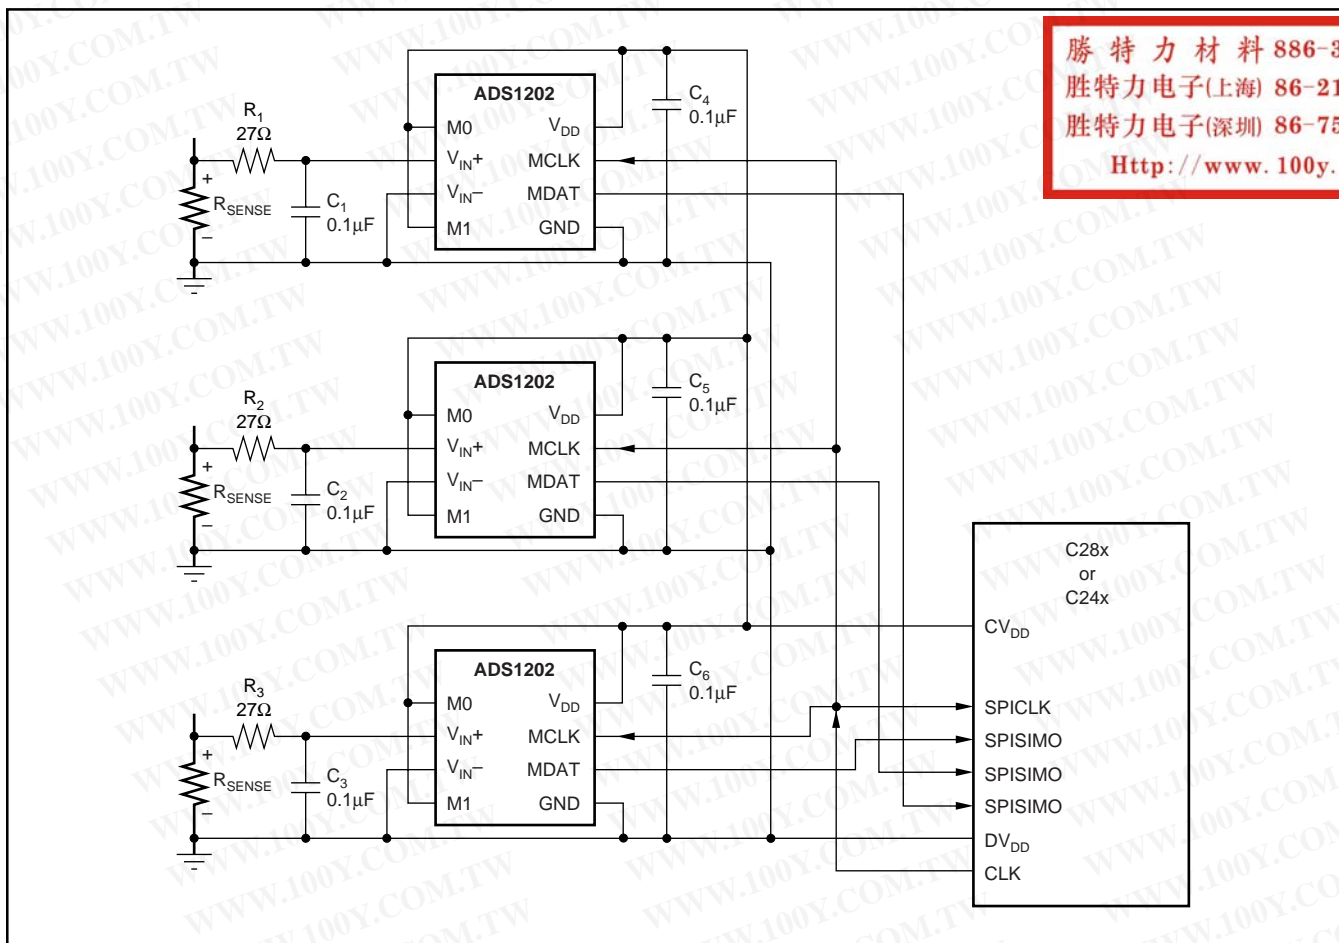 勝 特 力 材 料 886-3
胜特力电子(上海) 86-21
胜特力电子(深圳) 86-75
Http://www. 100y.
ADS1202
M0
VIN+
VIN–
M1
VDD
MCLK
MDAT
GND
R1
27Ω
+
RSENSE
–
C1
0.1µF
C4
0.1µF
ADS1202
M0
VIN+
VIN–
M1
VDD
MCLK
MDAT
GND
R2
27Ω
+
RSENSE
–
C2
0.1µF
C5
0.1µF
ADS1202
M0
VIN+
VIN–
M1
VDD
MCLK
MDAT
GND
R3
27Ω
+
RSENSE
–
C3
0.1µF
C6
0.1µF
C28x
or
C24x
CVDD
SPICLK
SPISIMO
SPISIMO
SPISIMO
DVDD
CLK
WWW.100Y.COM.TW